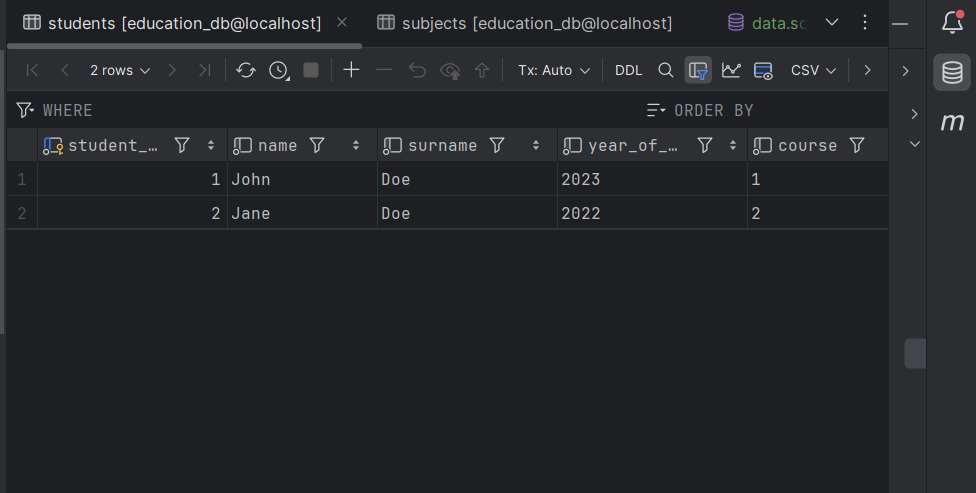 students [education_db@localhost] subjects [education_db@localhost] data.sc
2 rows Tx: Auto DDL CSV
WHERE ORDER BY
student_… name surname year_of_… course
1 1 John Doe 2023 1
2 2 Jane Doe 2022 2
m